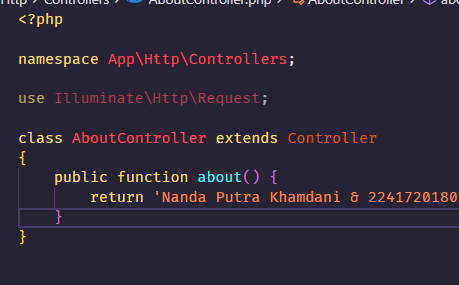 Http > Controllers > AboutController.php > AboutController >
<?php
namespace App\Http\Controllers;
use Illuminate\Http\Request;
class AboutController extends Controller
{
public function about() {
return 'Nanda Putra Khamdani & 2241720180
}
}